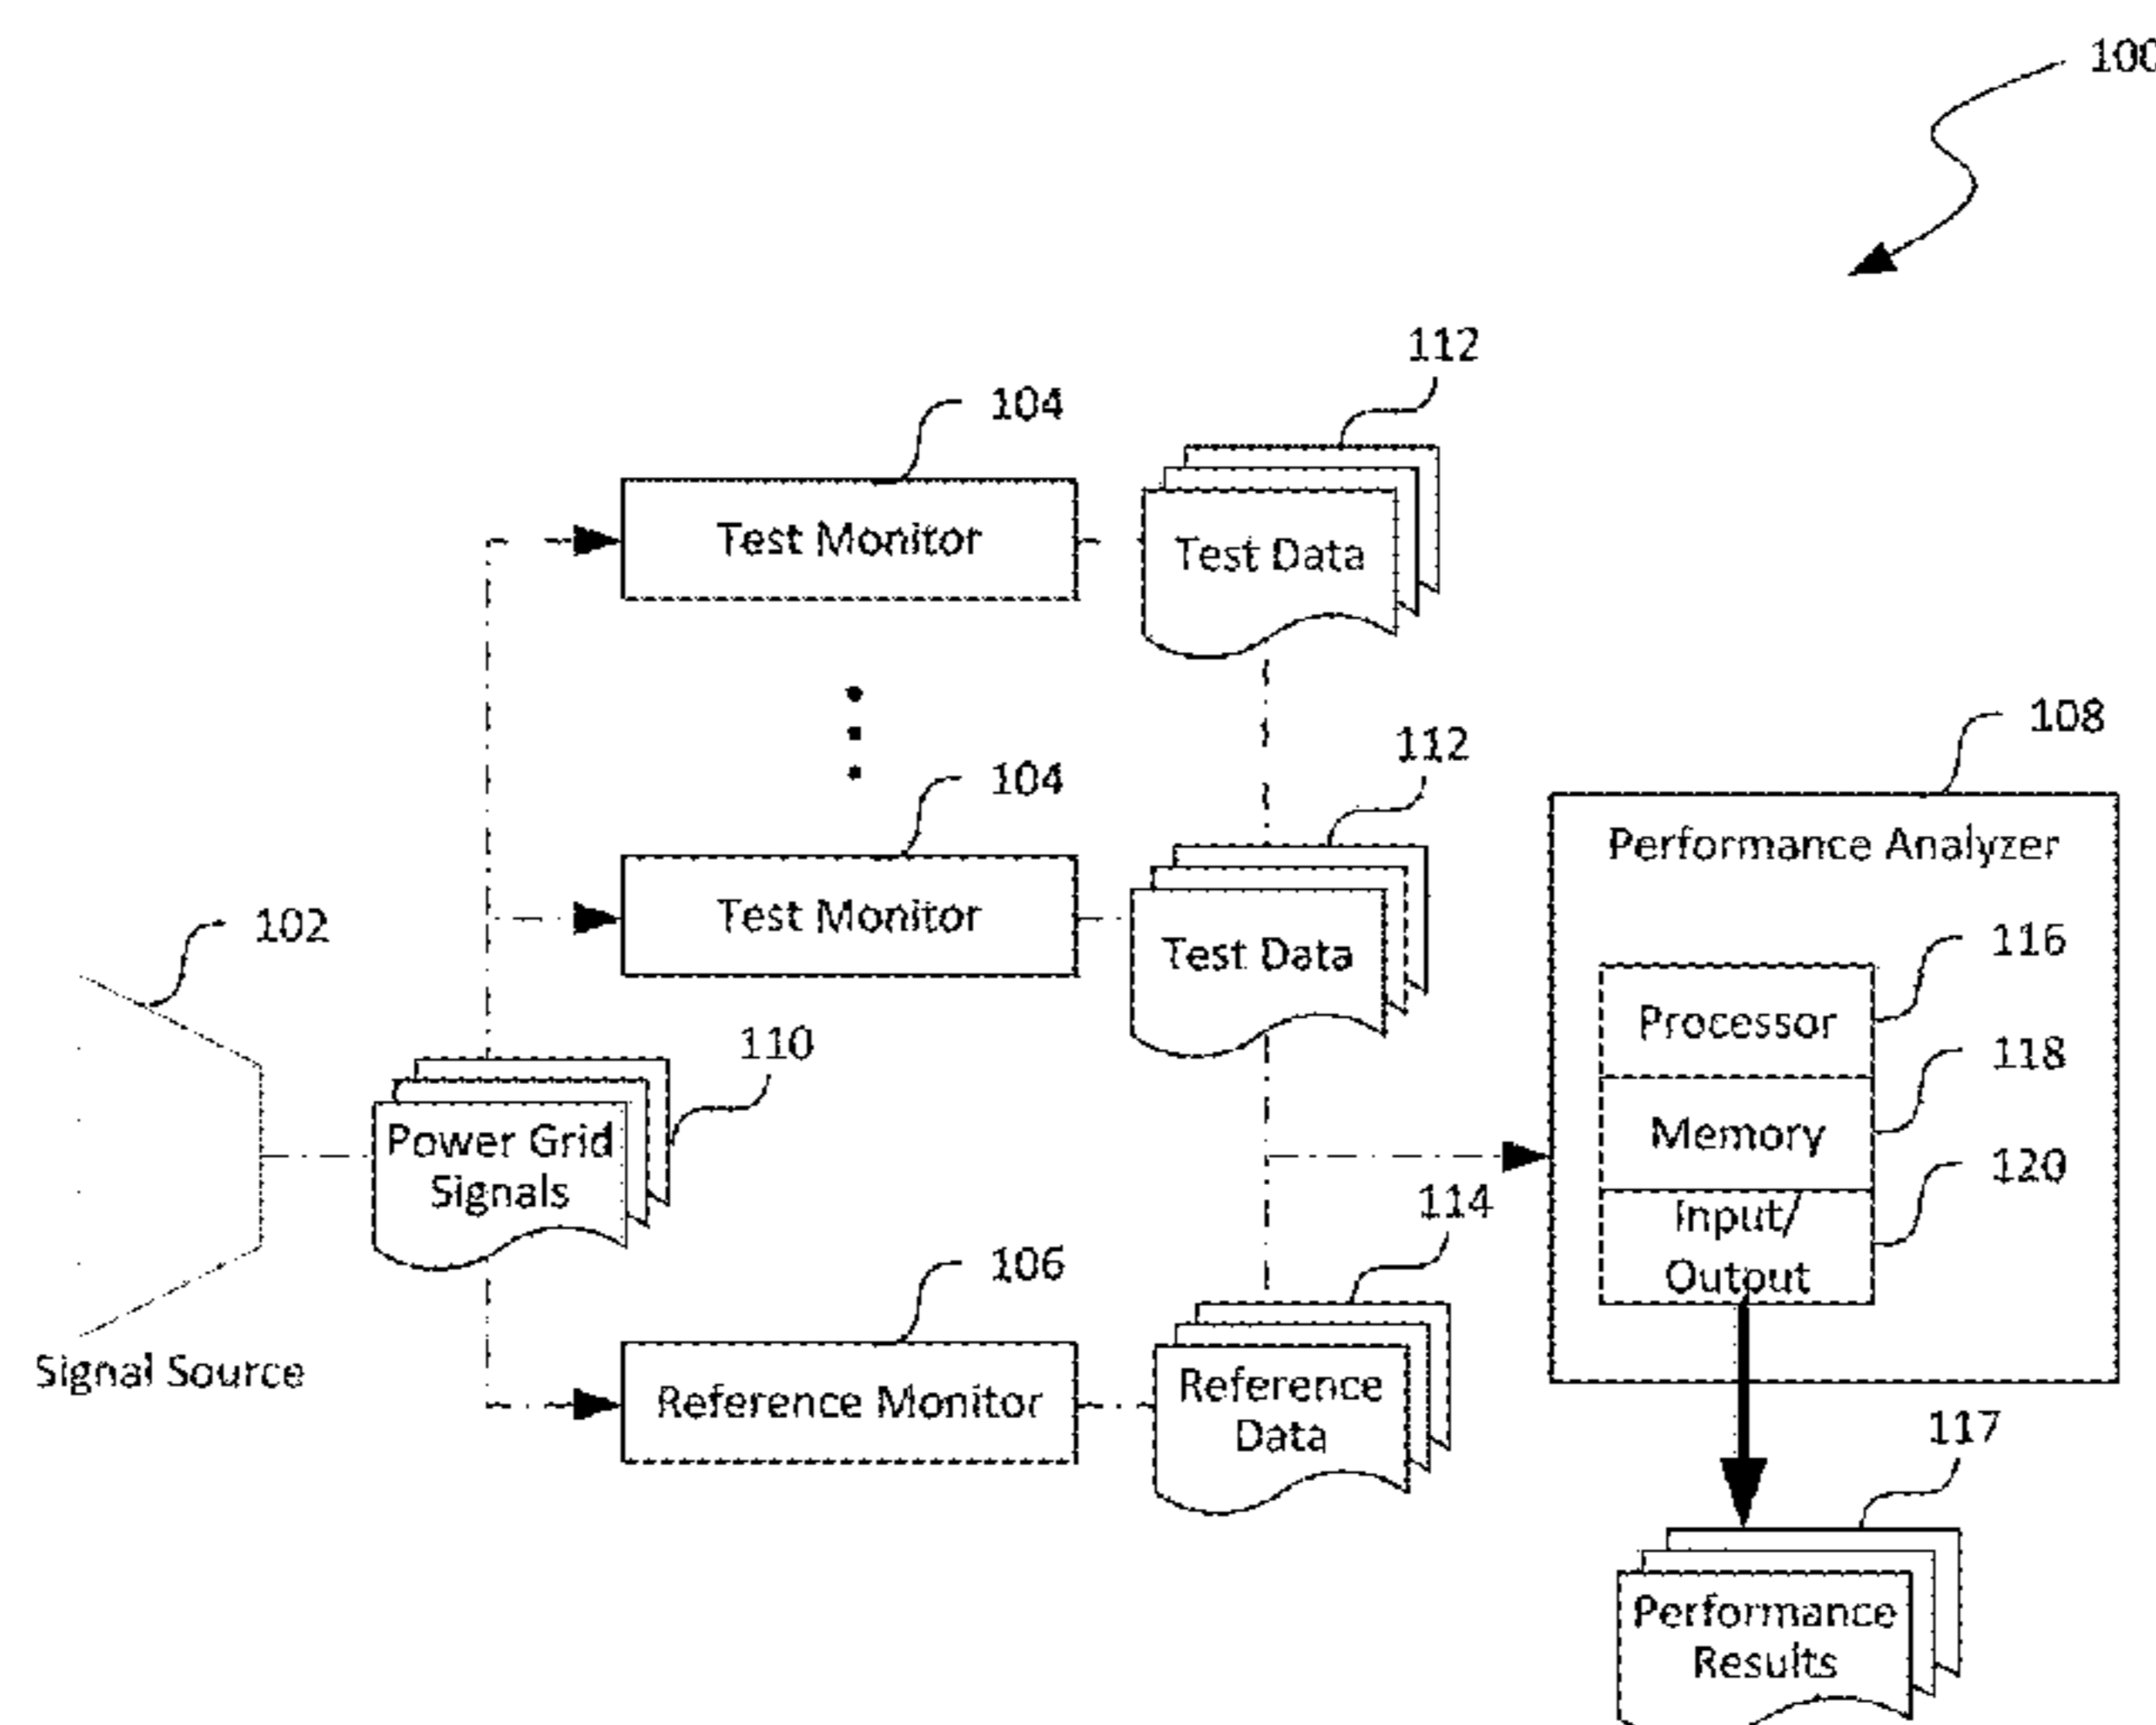 100
112
104
Test Monitor
Test Data
112
108
104
Performance Analyzer
Test Monitor
102
116
Test Data
Processor
110
118
Power Grid
Signals
Memory
114
120
Input/
Output
106
Signal Source
Reference Monitor
Reference
Data
117
Performance
Results